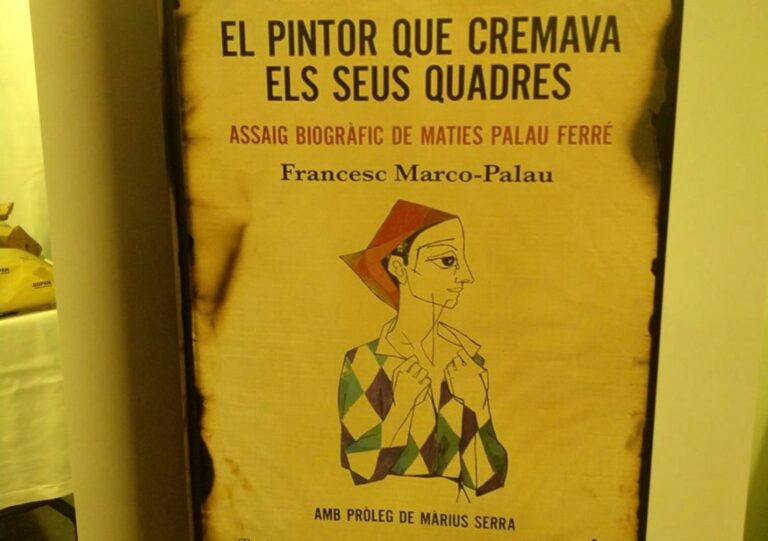 EL PINTOR QUE CREMAVA
ELS SEUS QUADRES
ASSAIG BIOGRÀFIC DE MATIES PALAU FERRÉ
Francesc Marco-Palau
AMB PRÒLEG DE MÀRIUS SERRA